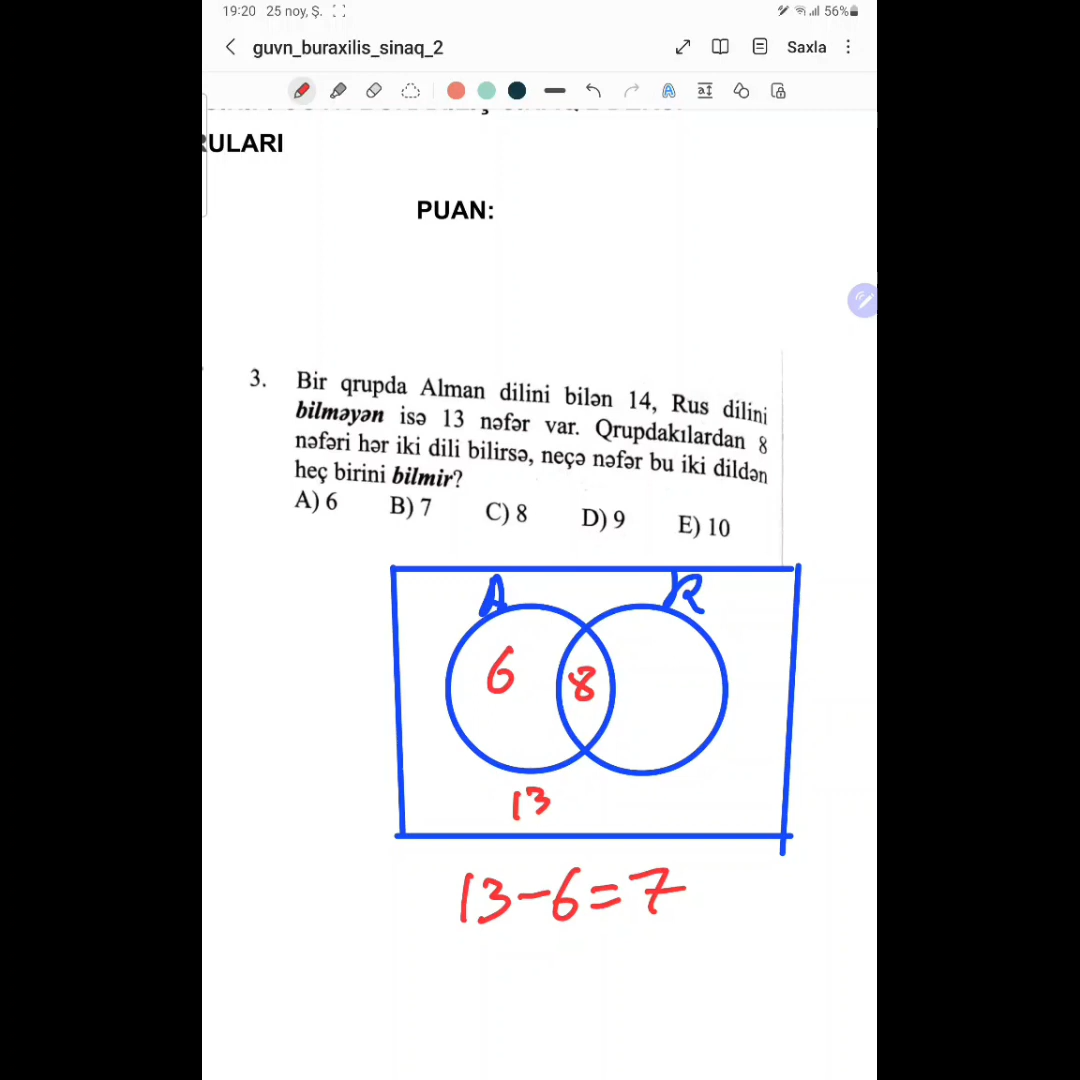 19:20 25 noy, Ş.
56%
guvn_buraxilis_sinaq_2
Saxla
ULARI
PUAN:
3. Bir qrupda Alman dilini bilən 14, Rus dilini
bilməyən isə 13 nəfər var. Qrupdakılardan 8
nəfəri hər iki dili bilirsə, neçə nəfər bu iki dildən
heç birini bilmir?
A) 6 B) 7 C) 8 D) 9 E) 10
A R
6 8
13
13-6=7